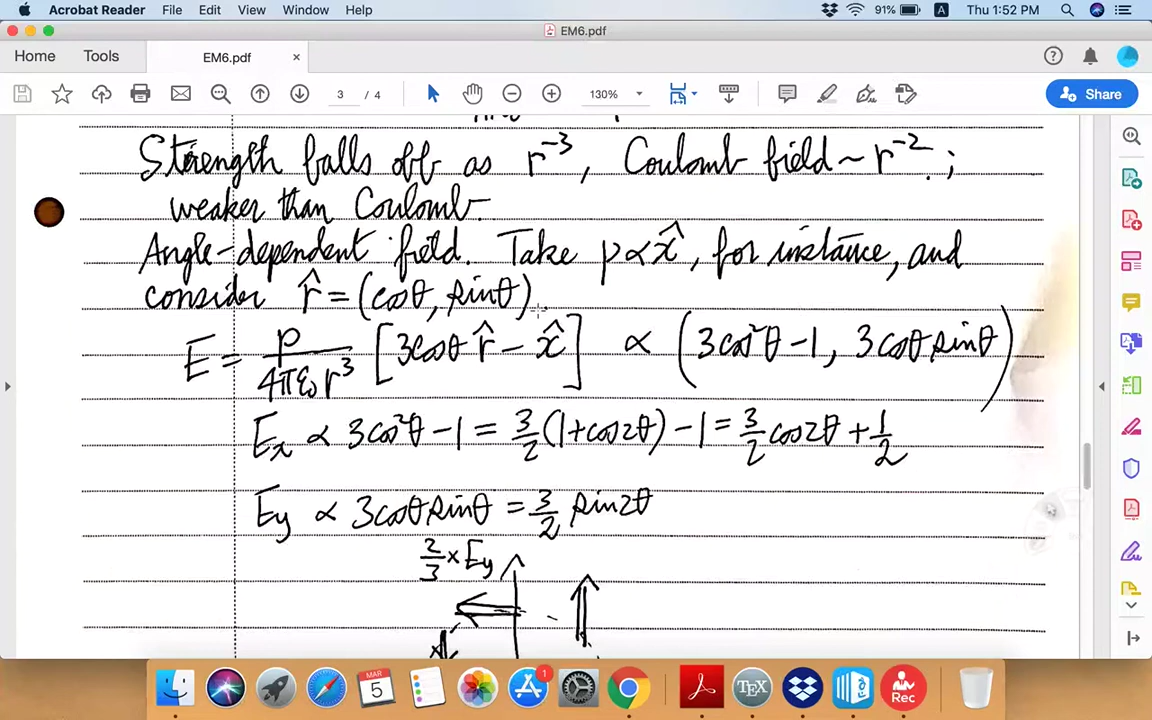 Acrobat Reader File Edit View Window Help 91% A Thu 1:52 PM
EM6.pdf
Home Tools EM6.pdf ×
3 / 4 130% Share
Strength falls off as r⁻³, Coulomb field ~ r⁻²;
weaker than Coulomb.
Angle-dependent field. Take p ∝ x̂, for instance, and
consider r̂ = (cosθ, sinθ)
E = p/4πε₀r³ [3cosθ r̂ − x̂] ∝ (3cos²θ − 1, 3cosθ sinθ)
Ex ∝ 3cos²θ − 1 = 3/2 (1 + cos2θ) − 1 = 3/2 cos2θ + 1/2
Ey ∝ 3cosθ sinθ = 3/2 sin2θ
2/3 × Ey
MAR 5 1 TEX Rec